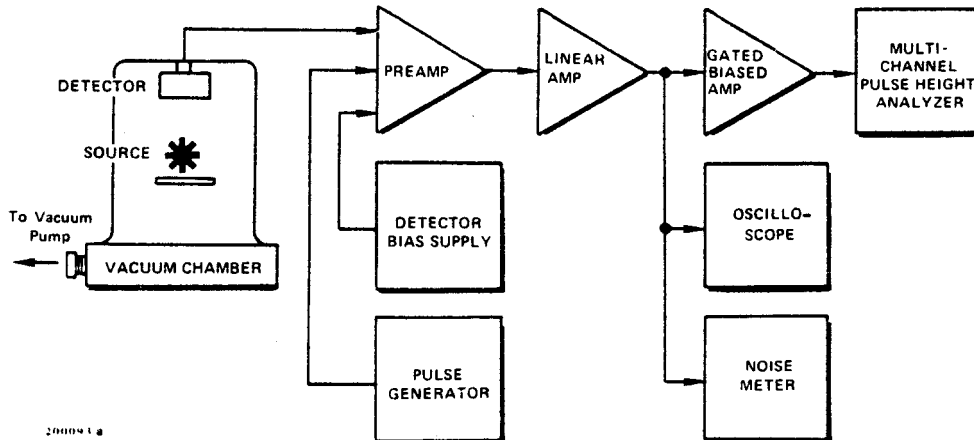 DETECTOR
SOURCE
To Vacuum
Pump
VACUUM CHAMBER
PREAMP
LINEAR
AMP
GATED
BIASED
AMP
MULTI-
CHANNEL
PULSE HEIGHT
ANALYZER
DETECTOR
BIAS SUPPLY
OSCILLO-
SCOPE
PULSE
GENERATOR
NOISE
METER